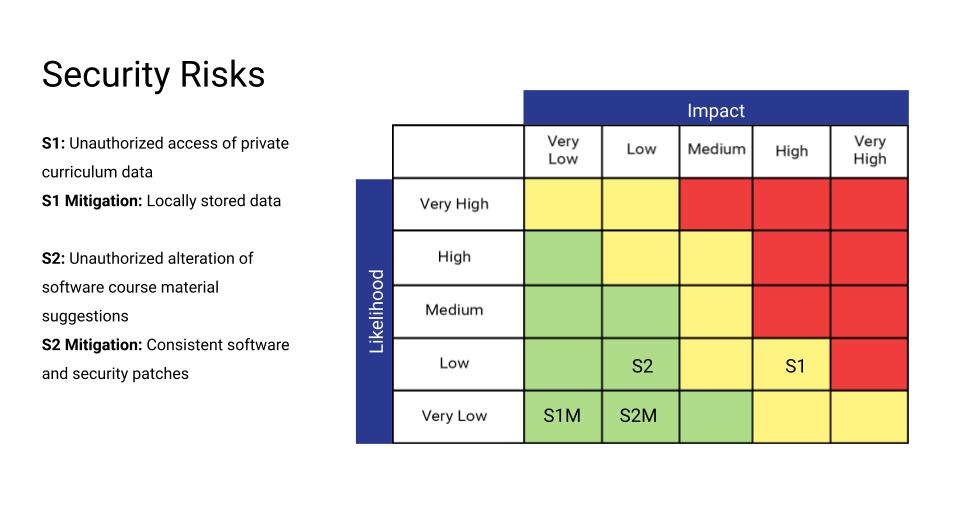 Security Risks
S1: Unauthorized access of private
curriculum data
S1 Mitigation: Locally stored data
S2: Unauthorized alteration of
software course material
suggestions
S2 Mitigation: Consistent software
and security patches
Impact
Very
Low
Low
Medium
High
Very
High
Likelihood
Very High
High
Medium
Low
S2
S1
Very Low
S1M
S2M